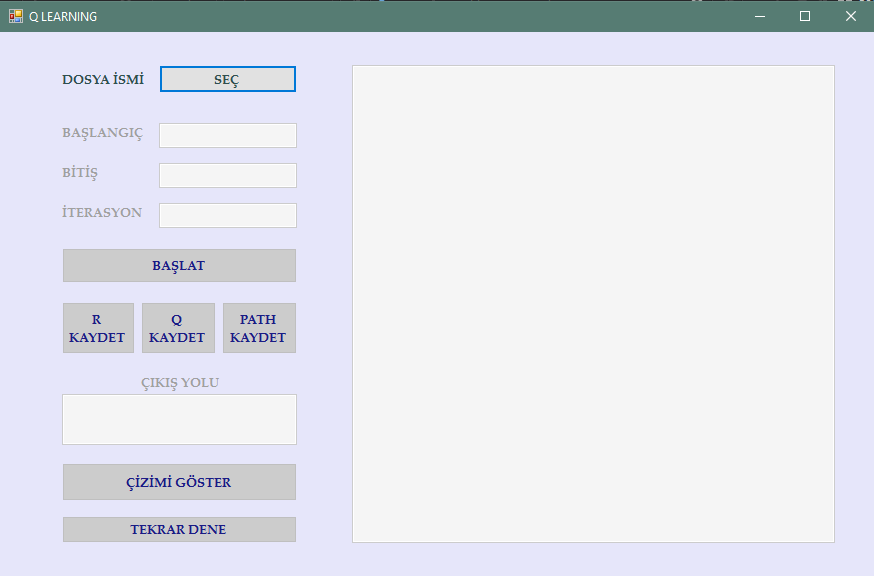 Q LEARNING
DOSYA İSMİ
SEÇ
BAŞLANGIÇ
BİTİŞ
İTERASYON
BAŞLAT
R
KAYDET
Q
KAYDET
PATH
KAYDET
ÇIKIŞ YOLU
ÇİZİMİ GÖSTER
TEKRAR DENE